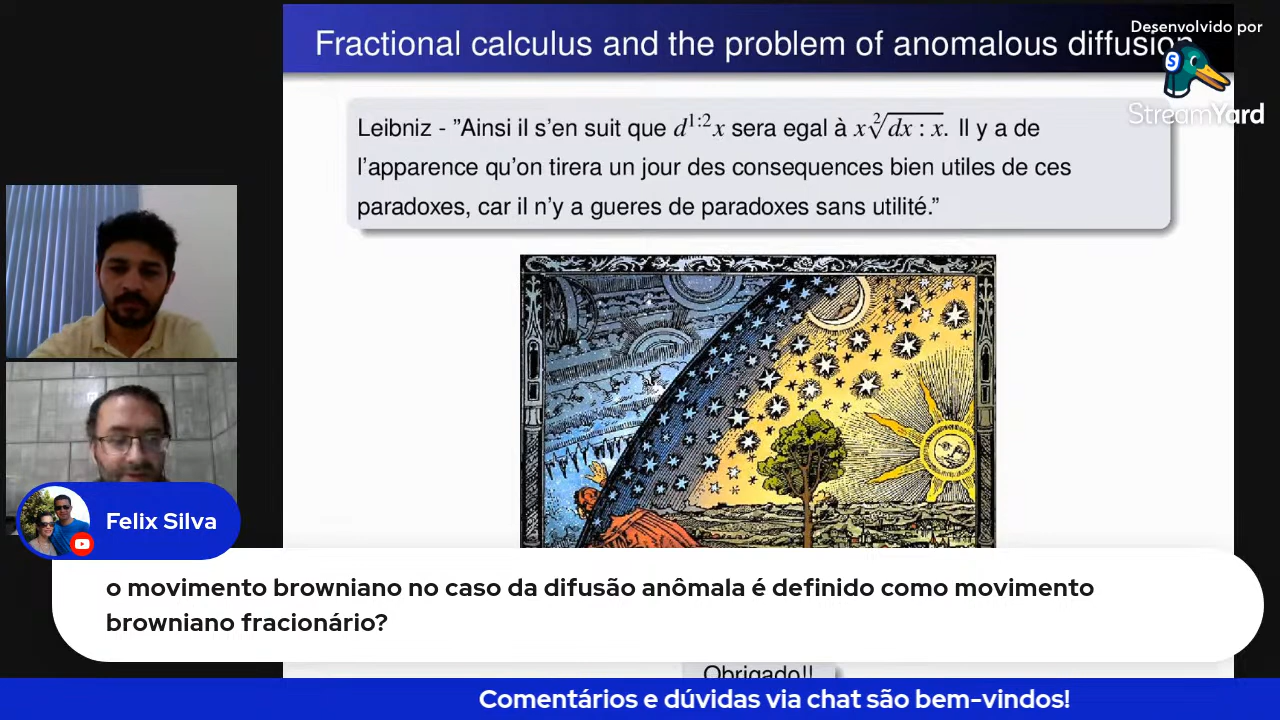 Fractional calculus and the problem of anomalous diffusion
Desenvolvido por
StreamYard
Leibniz - ”Ainsi il s’en suit que d^{1:2}x sera egal à x\sqrt[2]{dx : x}. Il y a de
l’apparence qu’on tirera un jour des consequences bien utiles de ces
paradoxes, car il n’y a gueres de paradoxes sans utilité.”
Felix Silva
o movimento browniano no caso da difusão anômala é definido como movimento
browniano fracionário?
Obrigado!!
Comentários e dúvidas via chat são bem-vindos!